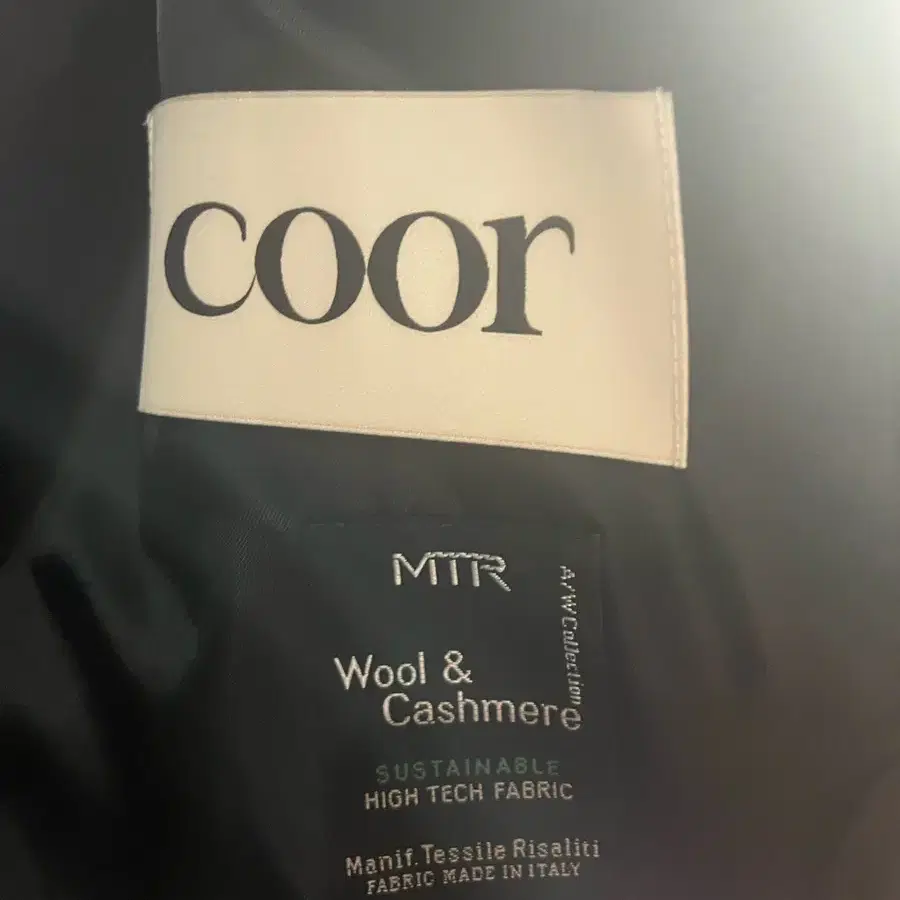 coor
MTR
A/W Collection
Wool &
Cashmere
SUSTAINABLE
HIGH TECH FABRIC
Manif. Tessile Risaliti
FABRIC MADE IN ITALY